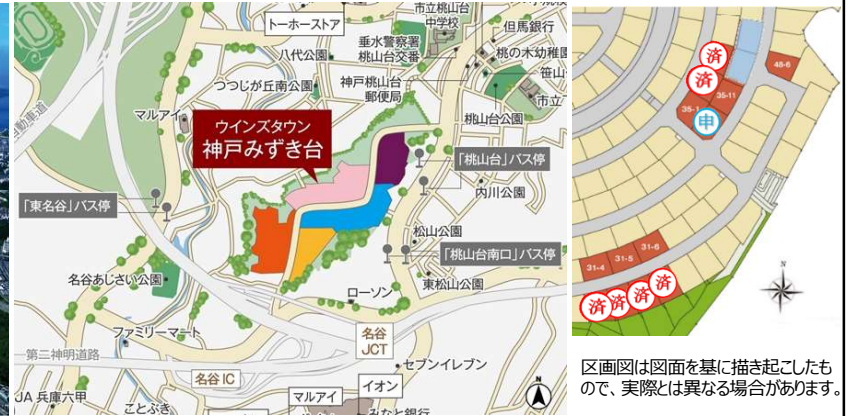 トーホーストア
市立桃山台
中学校
但馬銀行
垂水警察署
桃山台交番
八代公園
桃の木幼稚園
つつじが丘南公園
神戸桃山台
郵便局
笹山
市立
マルアイ
桃山台公園
自動車道
ウインズタウン
神戸みずき台
「桃山台」バス停
「東名谷」バス停
内川公園
松山公園
「桃山台南口」バス停
名谷あじさい公園
東松山公園
ローソン
ファミリーマート
名谷
JCT
第二神明道路
セブンイレブン
名谷 IC
JA 兵庫六甲
マルアイ
イオン
ことぶき
みなと銀行
済
48-6
済
35-1
35-11
申
31-6
31-5
31-4
済
済
済
済
N
区画図は図面を基に描き起こしたも
ので、実際とは異なる場合があります。